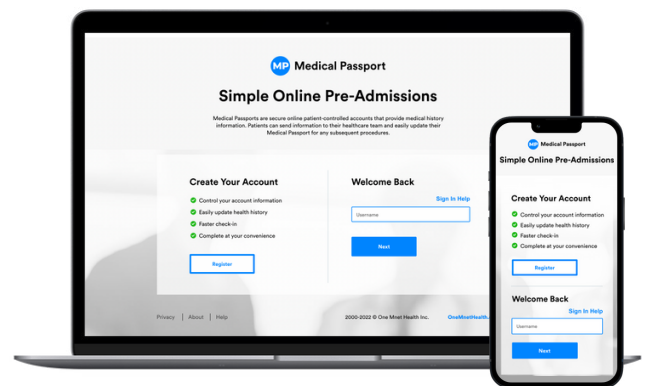 MP Medical Passport
Simple Online Pre-Admissions
Medical Passports are secure online patient-controlled accounts that provide medical history
information. Patients can send information to their healthcare team and easily update their
Medical Passport for any subsequent procedures.
Create Your Account
Control your account information
Easily update health history
Faster check-in
Complete at your convenience
Register
Welcome Back
Sign In Help
Username
Next
Privacy | About | Help
2000-2022 © One Moet Health Inc.
OneMoetHealth.
MP Medical Passport
Simple Online Pre-Admissions
Create Your Account
Control your account information
Easily update health history
Faster check-in
Complete at your convenience
Register
Welcome Back
Sign In Help
Username
Next